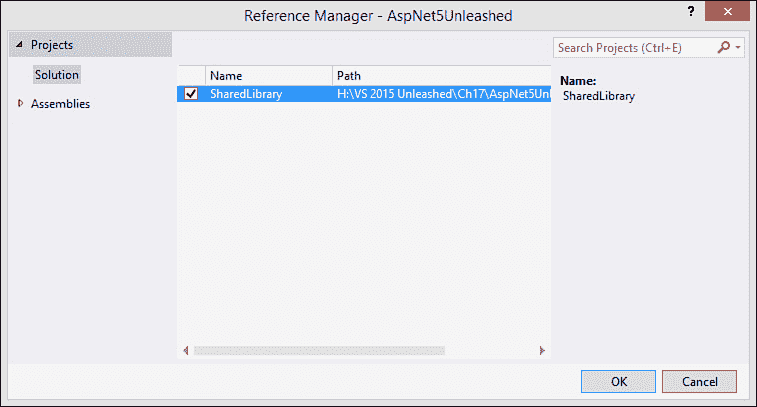 Reference Manager - AspNet5Unleashed
Projects
Solution
Assemblies
Name Path
SharedLibrary H:\VS 2015 Unleashed\Ch17\AspNet5Unl
Search Projects (Ctrl+E)
Name:
SharedLibrary
OK Cancel